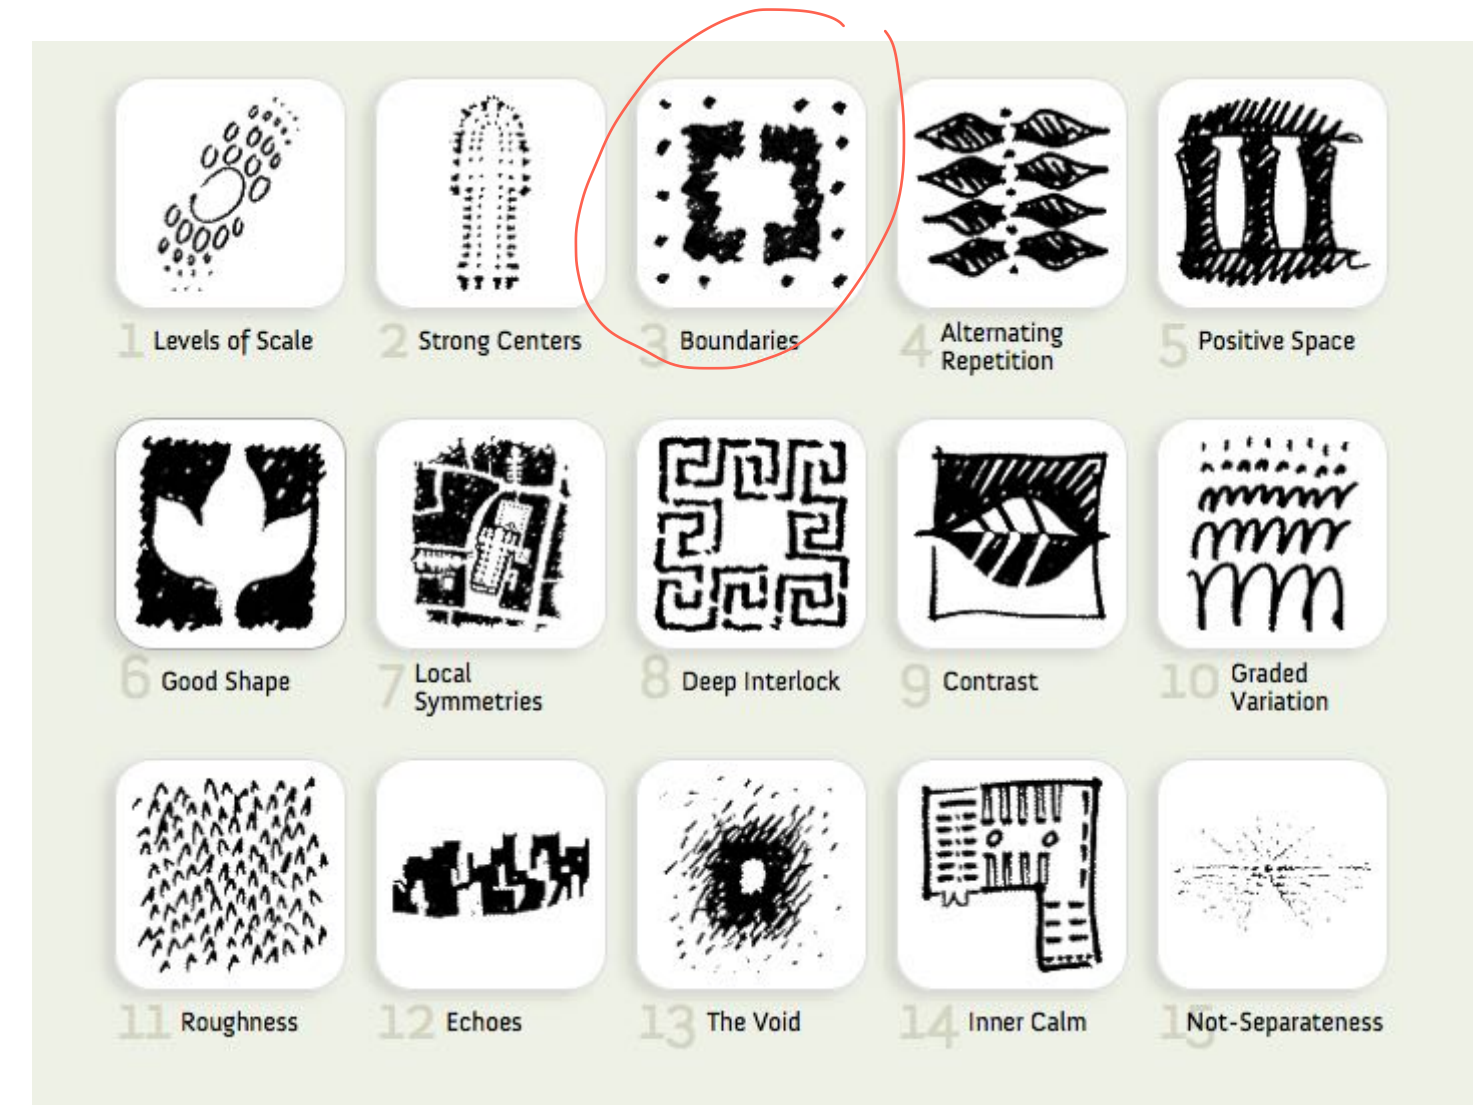 1 Levels of Scale
2 Strong Centers
3 Boundaries
4 Alternating
Repetition
5 Positive Space
6 Good Shape
7 Local
Symmetries
8 Deep Interlock
9 Contrast
10 Graded
Variation
11 Roughness
12 Echoes
13 The Void
14 Inner Calm
15 Not-Separateness